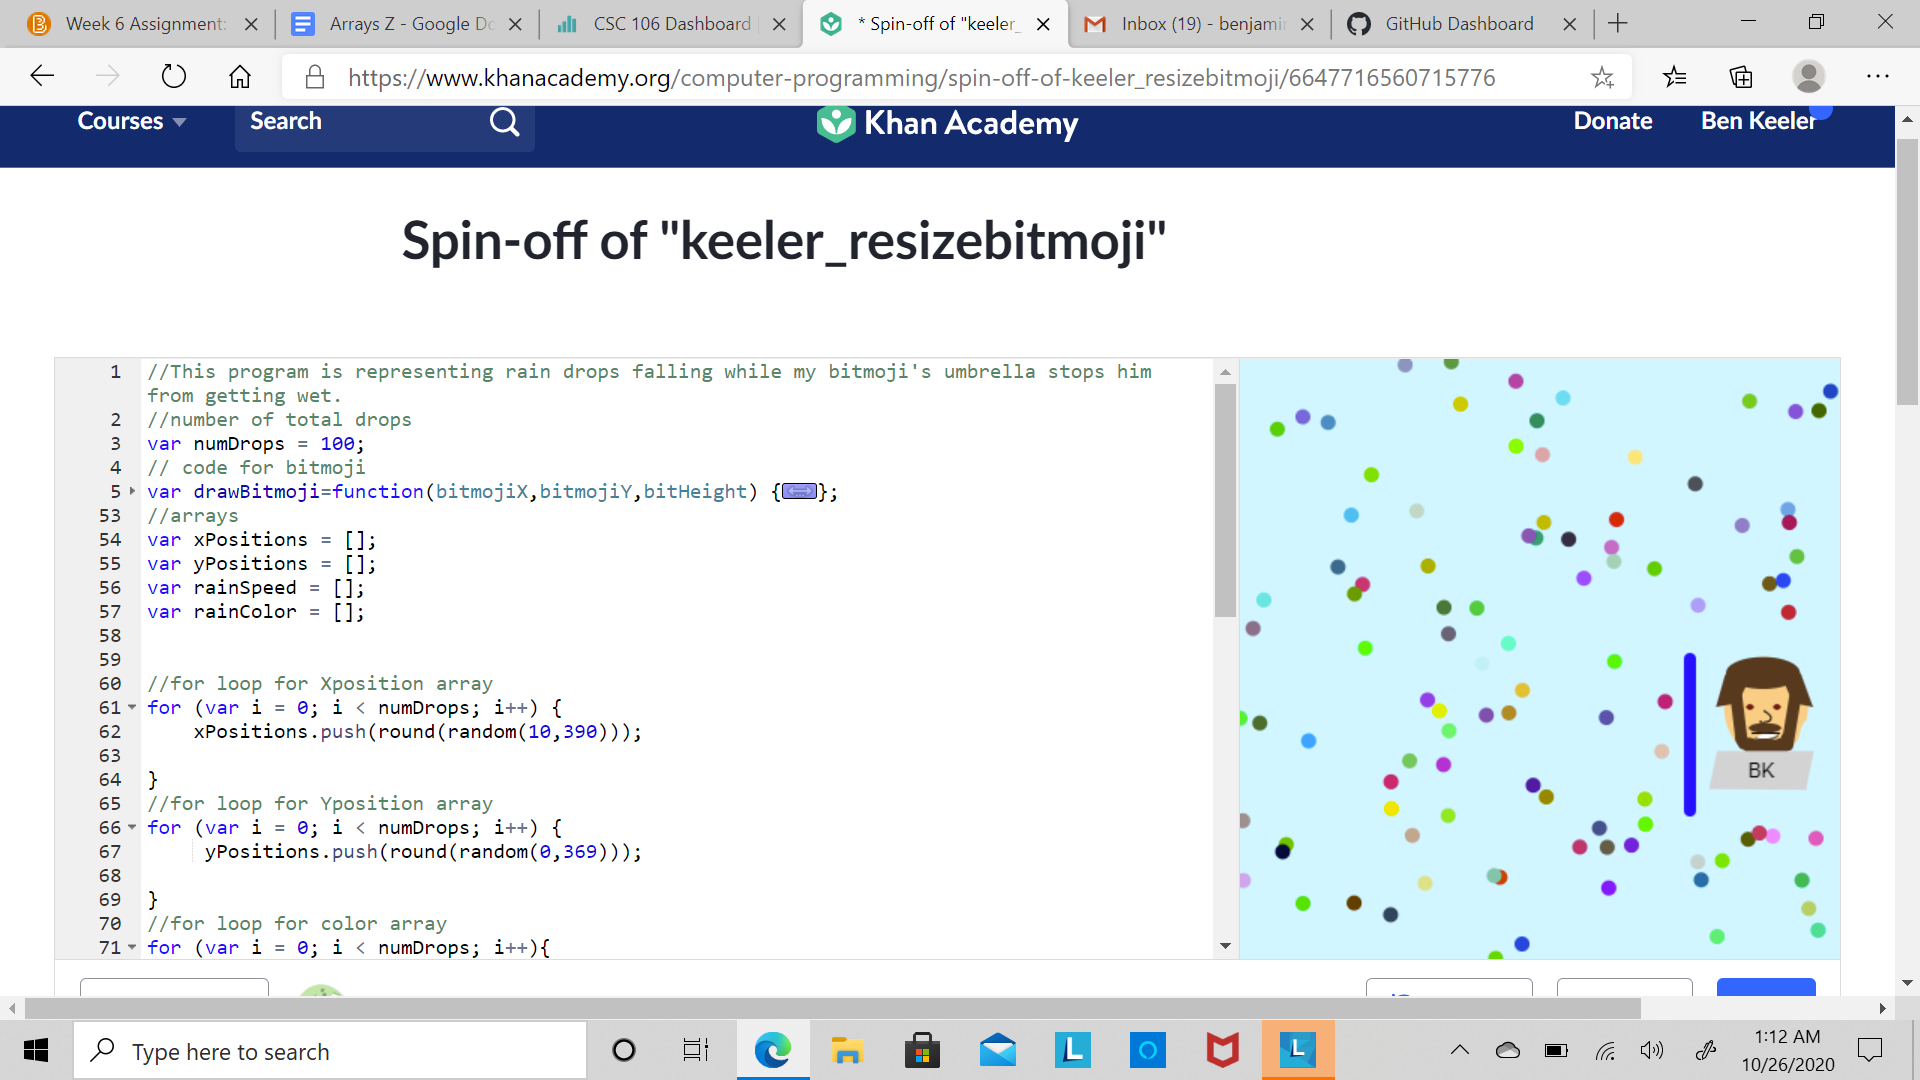 Week 6 Assignment:
Arrays Z - Google Do
CSC 106 Dashboard
* Spin-off of "keeler_
Inbox (19) - benjamin
GitHub Dashboard
https://www.khanacademy.org/computer-programming/spin-off-of-keeler_resizebitmoji/6647716560715776
Courses
Search
Khan Academy
Donate
Ben Keeler
Spin-off of "keeler_resizebitmoji"
1 //This program is representing rain drops falling while my bitmoji's umbrella stops him
from getting wet.
2 //number of total drops
3 var numDrops = 100;
4 // code for bitmoji
5 var drawBitmoji=function(bitmojiX,bitmojiY,bitHeight) {};
53 //arrays
54 var xPositions = [];
55 var yPositions = [];
56 var rainSpeed = [];
57 var rainColor = [];
58
59
60 //for loop for Xposition array
61 for (var i = 0; i < numDrops; i++) {
62 xPositions.push(round(random(10,390)));
63
64 }
65 //for loop for Yposition array
66 for (var i = 0; i < numDrops; i++) {
67 yPositions.push(round(random(0,369)));
68
69 }
70 //for loop for color array
71 for (var i = 0; i < numDrops; i++){
BK
Type here to search
1:12 AM
10/26/2020